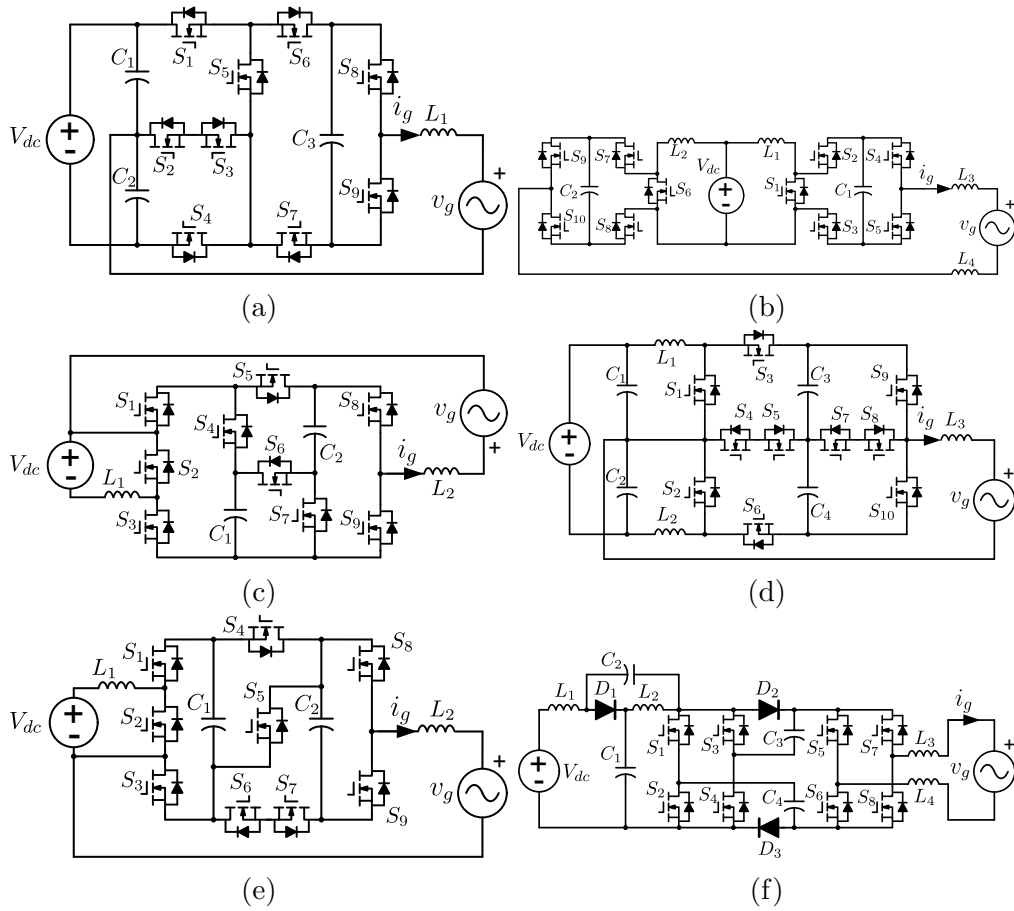 S1 S6
C1 S5 S8
Vdc ig L1
S2 S3 C3
C2 S9 vg
S4 S7
(a)
S9 S7 L2 Vdc L1 S2 S4
C2 S6 S1 C1 ig L3
S10 S8 S3 S5 vg
L4
(b)
S5
S1 S4 C2 S8 vg
Vdc S2 S6 ig
L1 L2
S3 C1 S7 S9
(c)
L1 S3
C1 S1 C3 S9
Vdc S4 S5 S7 S8 ig L3
C2 S2 S6 C4 S10 vg
L2
(d)
S4
S1 S8
L1 C1 S5 C2
Vdc S2 ig L2
S3 S6 S7 S9 vg
(e)
C2
L1 D1 L2 D2 ig
S1 S3 C3 S5 S7
C1 L3
Vdc vg
S2 S4 C4 S6 S8 L4
D3
(f)